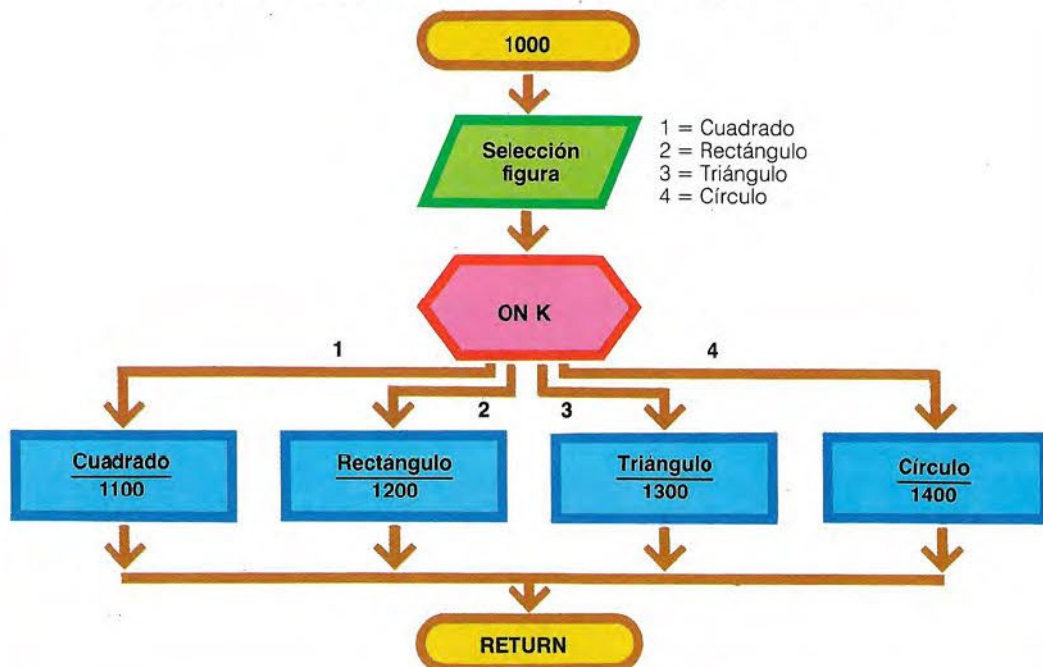 1000
Selección
figura
1 = Cuadrado
2 = Rectángulo
3 = Triángulo
4 = Círculo
ON K
1
2
3
4
Cuadrado
1100
Rectángulo
1200
Triángulo
1300
Círculo
1400
RETURN